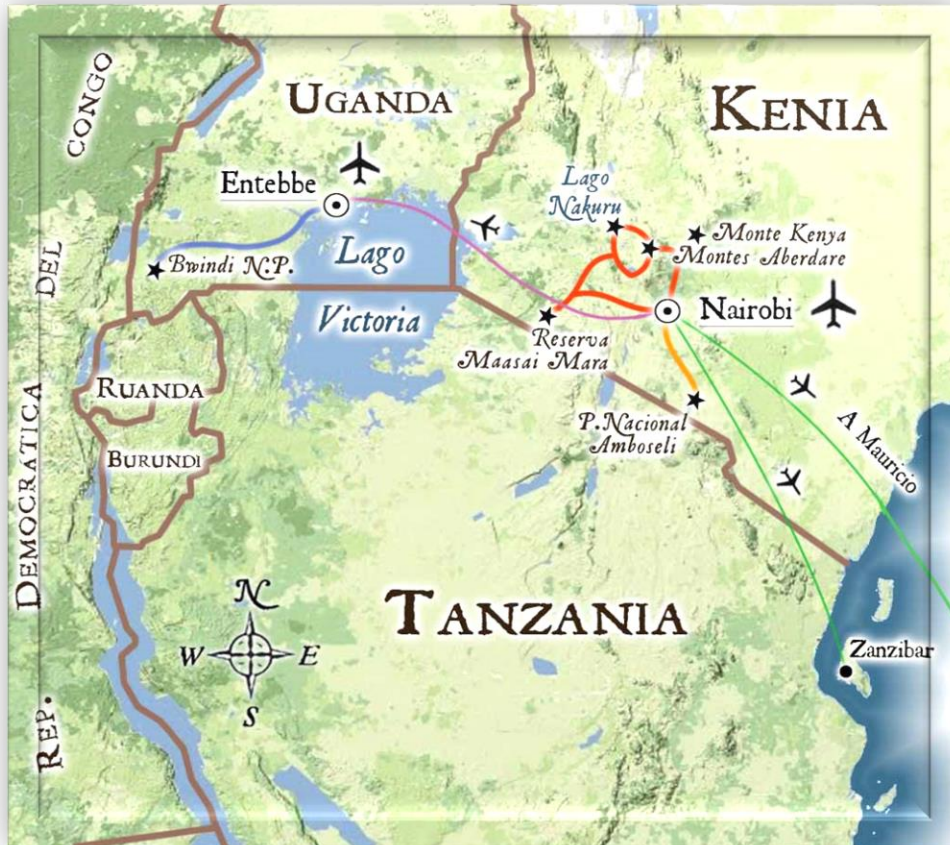 CONGO
UGANDA
KENIA
Entebbe
Lago
Nakuru
Monte Kenya
Montes Aberdare
Lago
Victoria
Bwindi N.P.
Nairobi
Reserva
Maasai Mara
RUANDA
P. Nacional
Amboseli
A Mauricio
BURUNDI
DEL
DEMOCRÁTICA
REP.
TANZANIA
N
W
E
S
Zanzibar